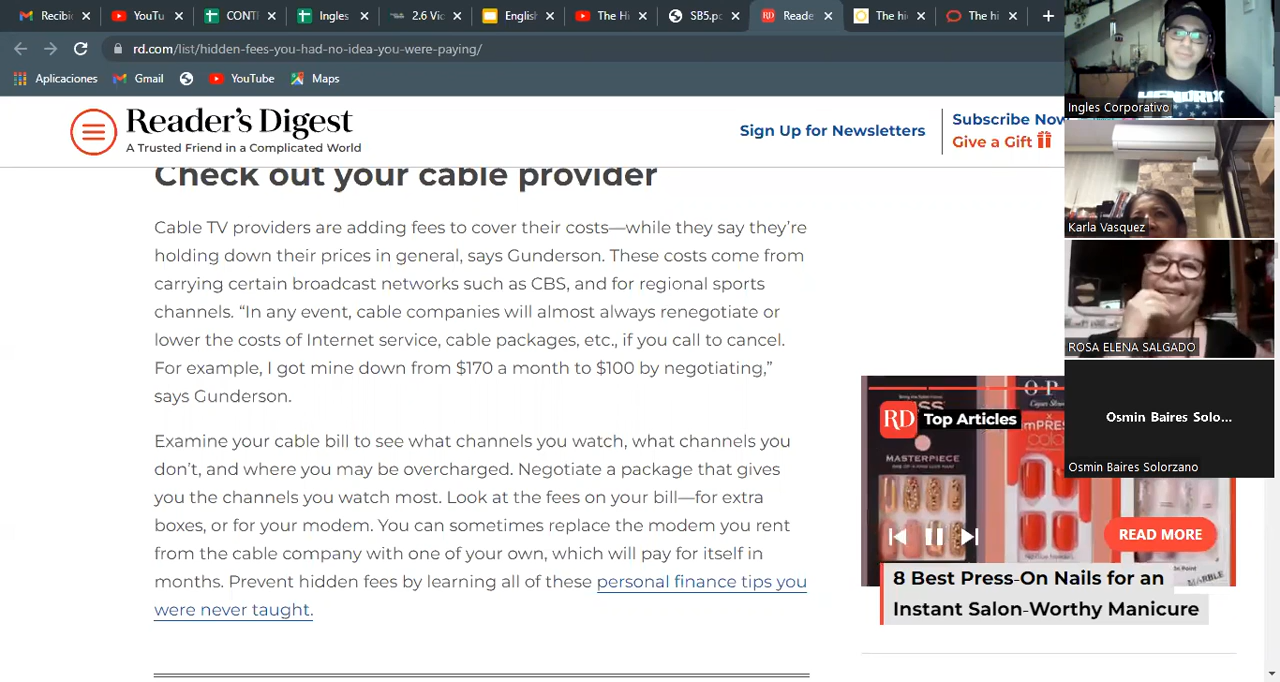 Recibid
YouTu
CONTI
Ingles
2.6 Vid
English
The Hi
SB5.pd
Reade
The hi
The hi
rd.com/list/hidden-fees-you-had-no-idea-you-were-paying/
Aplicaciones
Gmail
YouTube
Maps
Reader's Digest
A Trusted Friend in a Complicated World
Sign Up for Newsletters
Subscribe Now
Give a Gift
Check out your cable provider
Cable TV providers are adding fees to cover their costs—while they say they're
holding down their prices in general, says Gunderson. These costs come from
carrying certain broadcast networks such as CBS, and for regional sports
channels. “In any event, cable companies will almost always renegotiate or
lower the costs of Internet service, cable packages, etc., if you call to cancel.
For example, I got mine down from $170 a month to $100 by negotiating,”
says Gunderson.
Examine your cable bill to see what channels you watch, what channels you
don't, and where you may be overcharged. Negotiate a package that gives
you the channels you watch most. Look at the fees on your bill—for extra
boxes, or for your modem. You can sometimes replace the modem you rent
from the cable company with one of your own, which will pay for itself in
months. Prevent hidden fees by learning all of these personal finance tips you
were never taught.
RD
Top Articles
MASTERPIECE
O·P
imPRESS
color
MARBLE
READ MORE
8 Best Press-On Nails for an
Instant Salon-Worthy Manicure
Ingles Corporativo
Karla Vasquez
ROSA ELENA SALGADO
Osmin Baires Solo...
Osmin Baires Solorzano